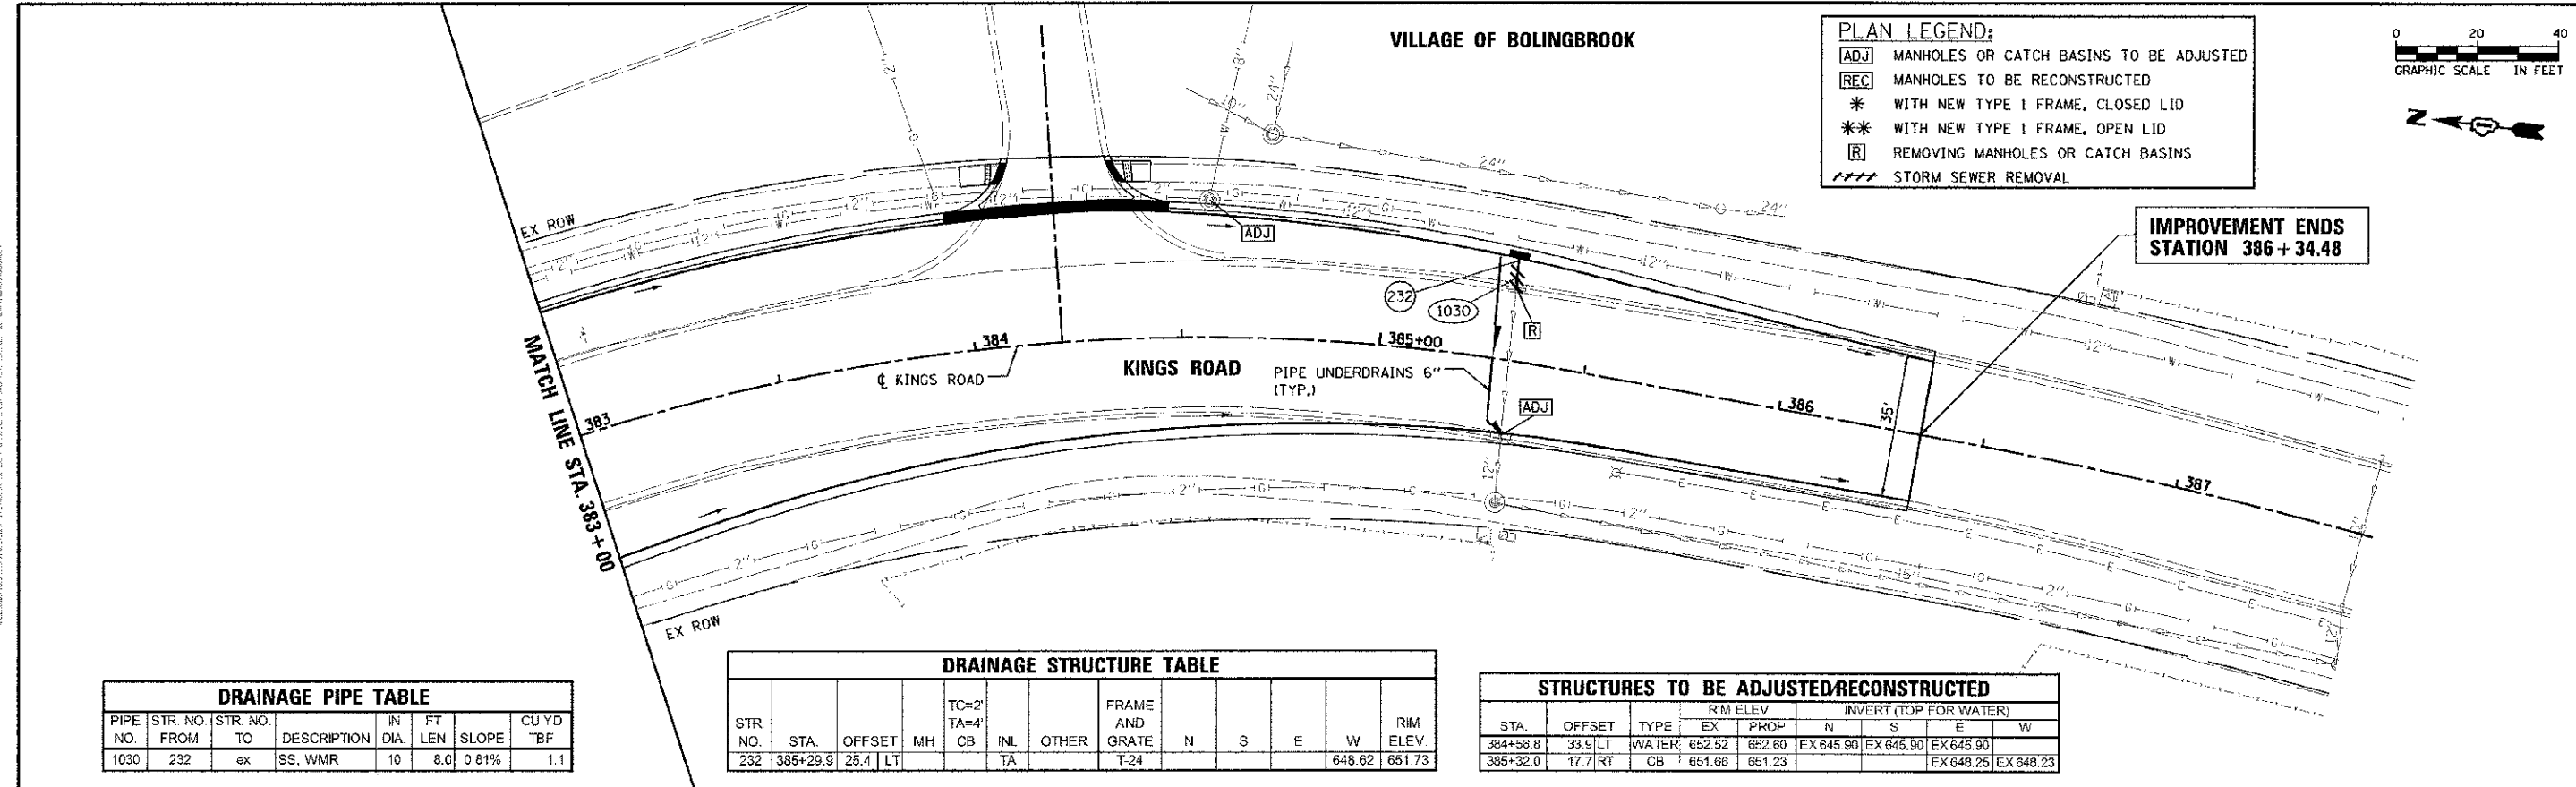 VILLAGE OF BOLINGBROOK
PLAN LEGEND:
ADJ MANHOLES OR CATCH BASINS TO BE ADJUSTED
REC MANHOLES TO BE RECONSTRUCTED
* WITH NEW TYPE 1 FRAME, CLOSED LID
** WITH NEW TYPE 1 FRAME, OPEN LID
R REMOVING MANHOLES OR CATCH BASINS
STORM SEWER REMOVAL
0 20 40
GRAPHIC SCALE IN FEET
N
IMPROVEMENT ENDS
STATION 386+34.48
EX ROW
ADJ
24"
24"
24"
232
1030
R
MATCH LINE STA. 383+00
383
384
385+00
386
387
℄ KINGS ROAD
KINGS ROAD
PIPE UNDERDRAINS 6"
(TYP.)
ADJ
35'
12"
15"
EX ROW
DRAINAGE PIPE TABLE
PIPE NO. STR. NO. FROM STR. NO. TO DESCRIPTION IN DIA. FT LEN SLOPE CU YD TBF
1030 232 ex SS, WMR 10 8.0 0.81% 1.1
DRAINAGE STRUCTURE TABLE
STR. NO. STA. OFFSET MH TC=2' TA=4' CB INL OTHER FRAME AND GRATE N S E W RIM ELEV.
232 385+29.9 25.4 LT TA T-24 648.62 651.73
STRUCTURES TO BE ADJUSTED/RECONSTRUCTED
RIM ELEV INVERT (TOP FOR WATER)
STA. OFFSET TYPE EX PROP N S E W
384+58.8 33.9 LT WATER 652.52 652.60 EX 645.90 EX 645.90 EX 645.90
385+32.0 17.7 RT CB 651.66 651.23 EX 648.25 EX 648.23